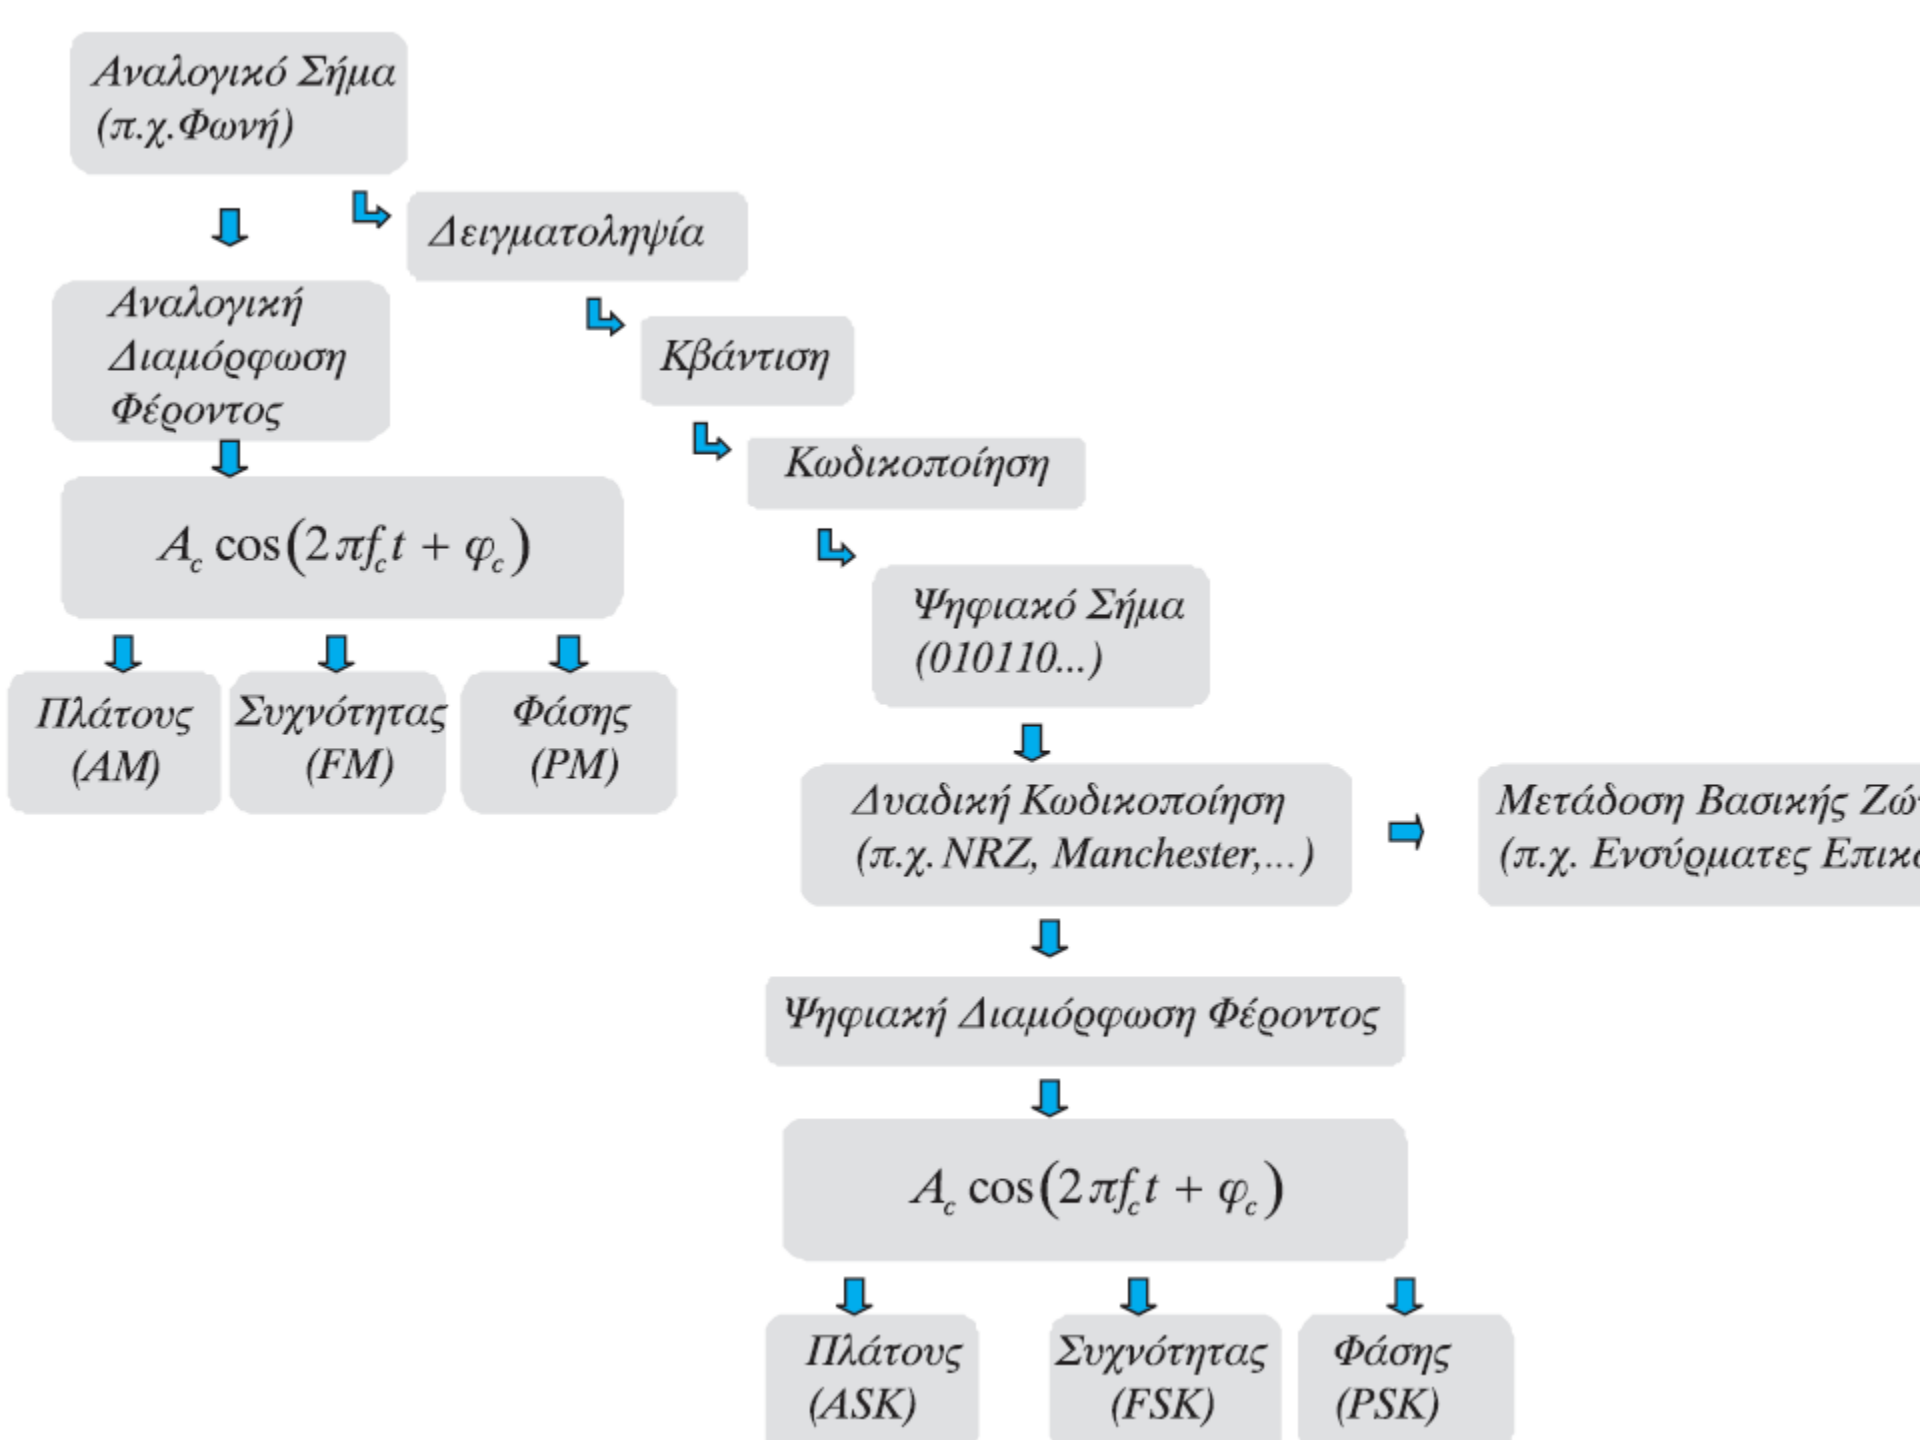 Αναλογικό Σήμα
(π.χ.Φωνή)
Δειγματοληψία
Αναλογική
Διαμόρφωση
Φέροντος
Κβάντιση
Κωδικοποίηση
A_c cos(2πf_c t + φ_c)
Ψηφιακό Σήμα
(010110...)
Πλάτους
(AM)
Συχνότητας
(FM)
Φάσης
(PM)
Δυαδική Κωδικοποίηση
(π.χ. NRZ, Manchester,...)
Μετάδοση Βασικής
(π.χ. Ενσύρματες
Ψηφιακή Διαμόρφωση Φέροντος
A_c cos(2πf_c t + φ_c)
Πλάτους
(ASK)
Συχνότητας
(FSK)
Φάσης
(PSK)